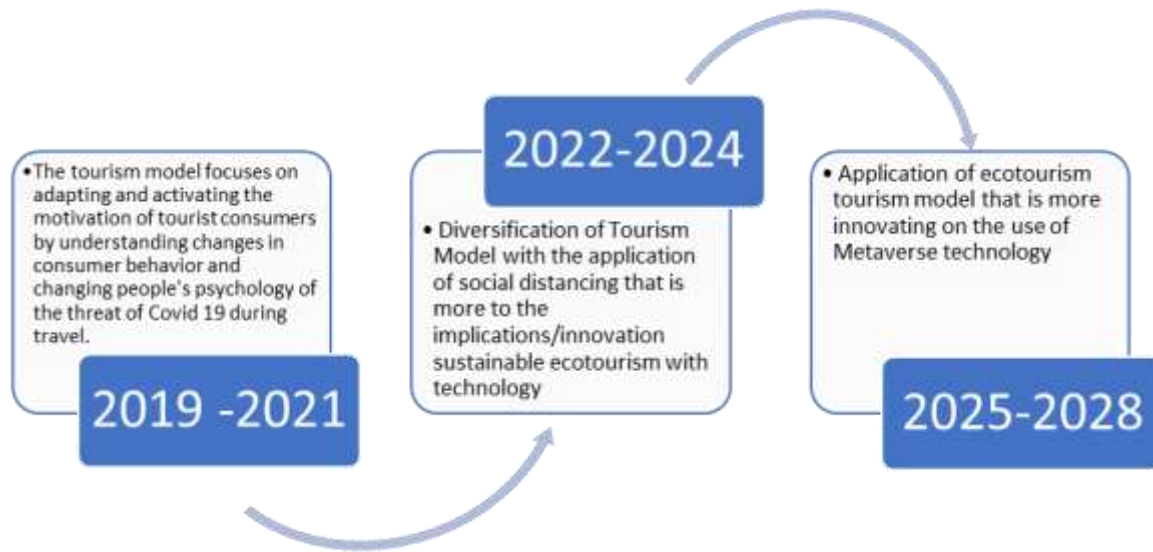 •The tourism model focuses on
adapting and activating the
motivation of tourist consumers
by understanding changes in
consumer behavior and
changing people's psychology of
the threat of Covid 19 during
travel.
2019 -2021
2022-2024
• Diversification of Tourism
Model with the application
of social distancing that is
more to the
implications/innovation
sustainable ecotourism with
technology
• Application of ecotourism
tourism model that is more
innovating on the use of
Metaverse technology
2025-2028